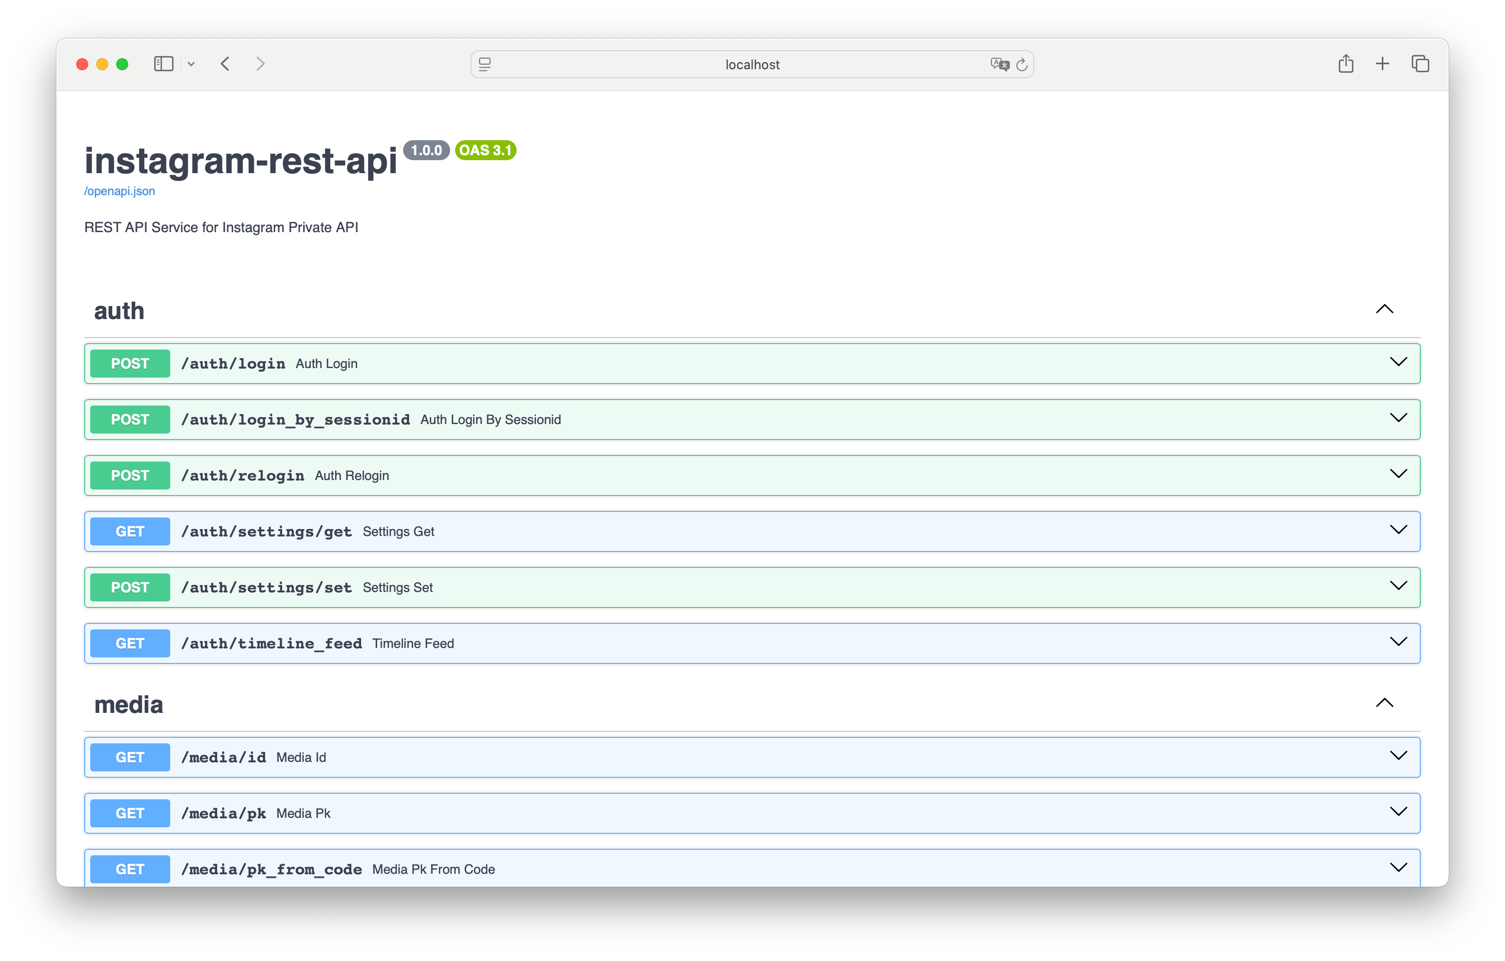 localhost
instagram-rest-api 1.0.0 OAS 3.1
/openapi.json
REST API Service for Instagram Private API
auth
POST /auth/login Auth Login
POST /auth/login_by_sessionid Auth Login By Sessionid
POST /auth/relogin Auth Relogin
GET /auth/settings/get Settings Get
POST /auth/settings/set Settings Set
GET /auth/timeline_feed Timeline Feed
media
GET /media/id Media Id
GET /media/pk Media Pk
GET /media/pk_from_code Media Pk From Code